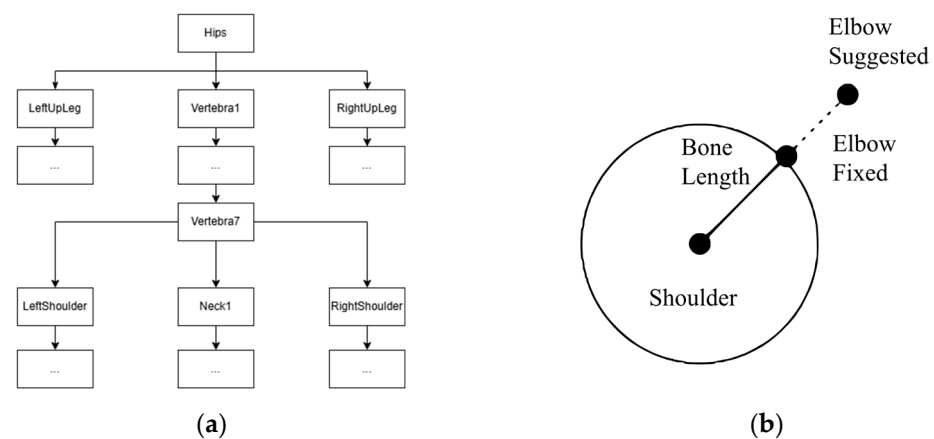 Hips
LeftUpLeg
Vertebra1
RightUpLeg
...
...
...
Vertebra7
LeftShoulder
Neck1
RightShoulder
...
...
...
(a)
Elbow
Suggested
Elbow
Fixed
Bone
Length
Shoulder
(b)